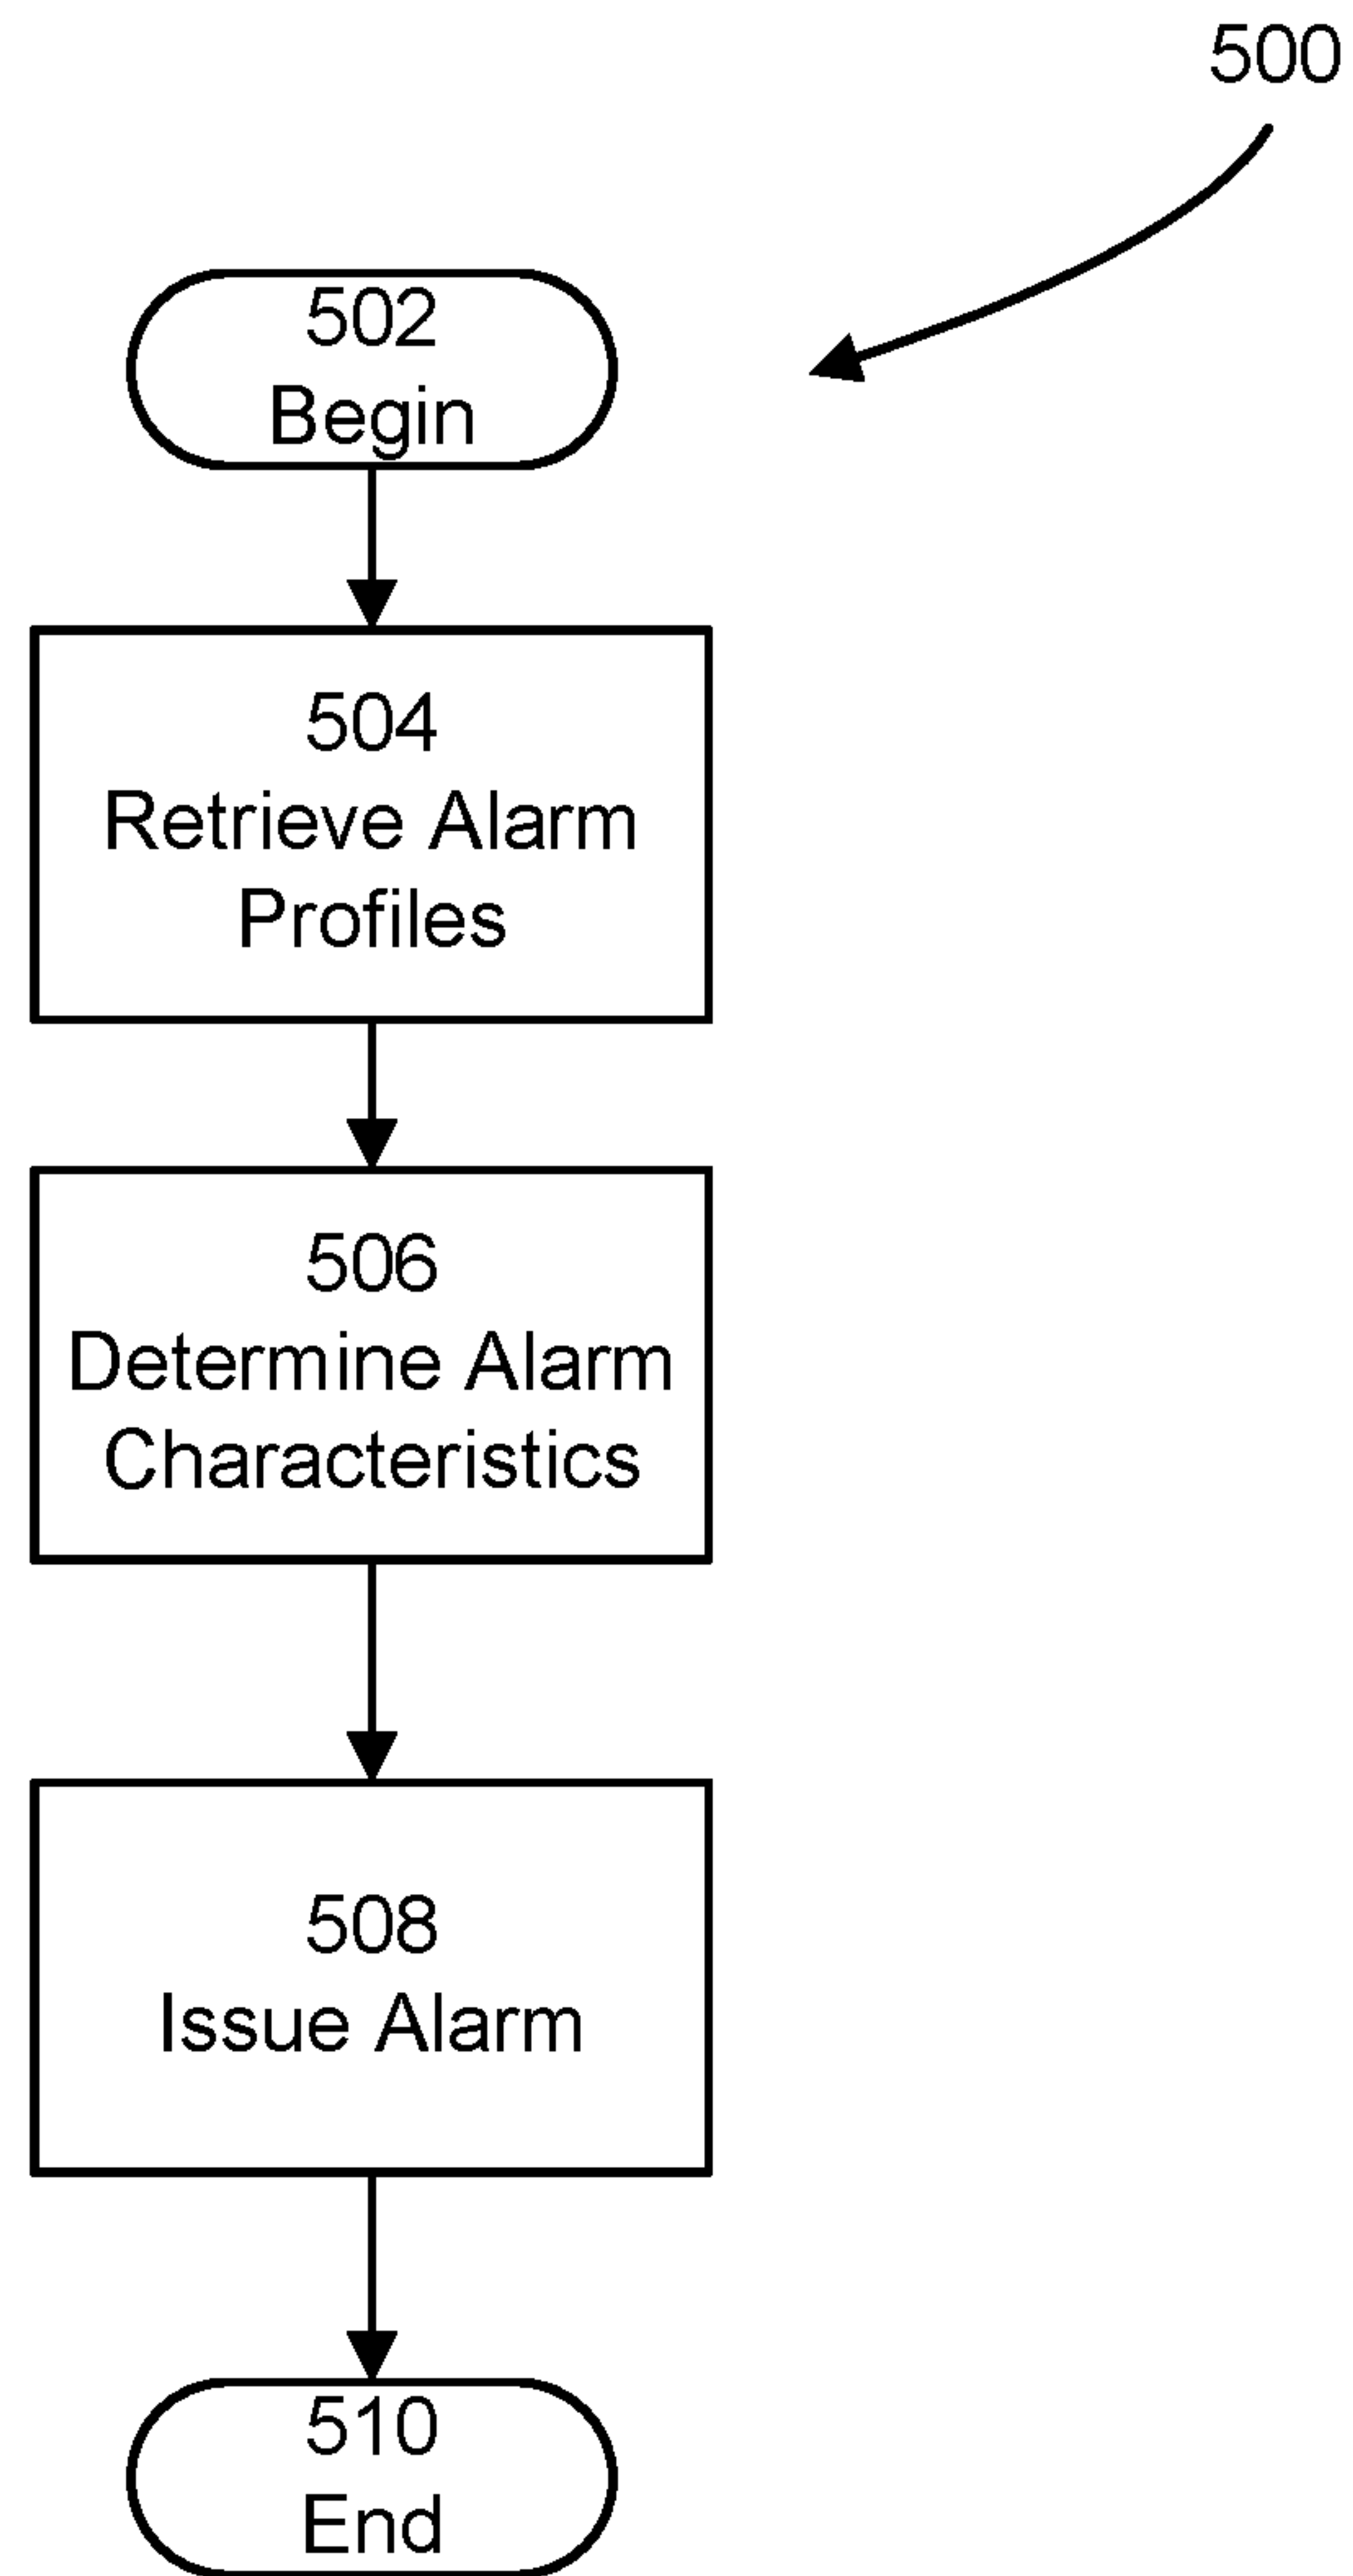 500
502
Begin
504
Retrieve Alarm
Profiles
506
Determine Alarm
Characteristics
508
Issue Alarm
510
End